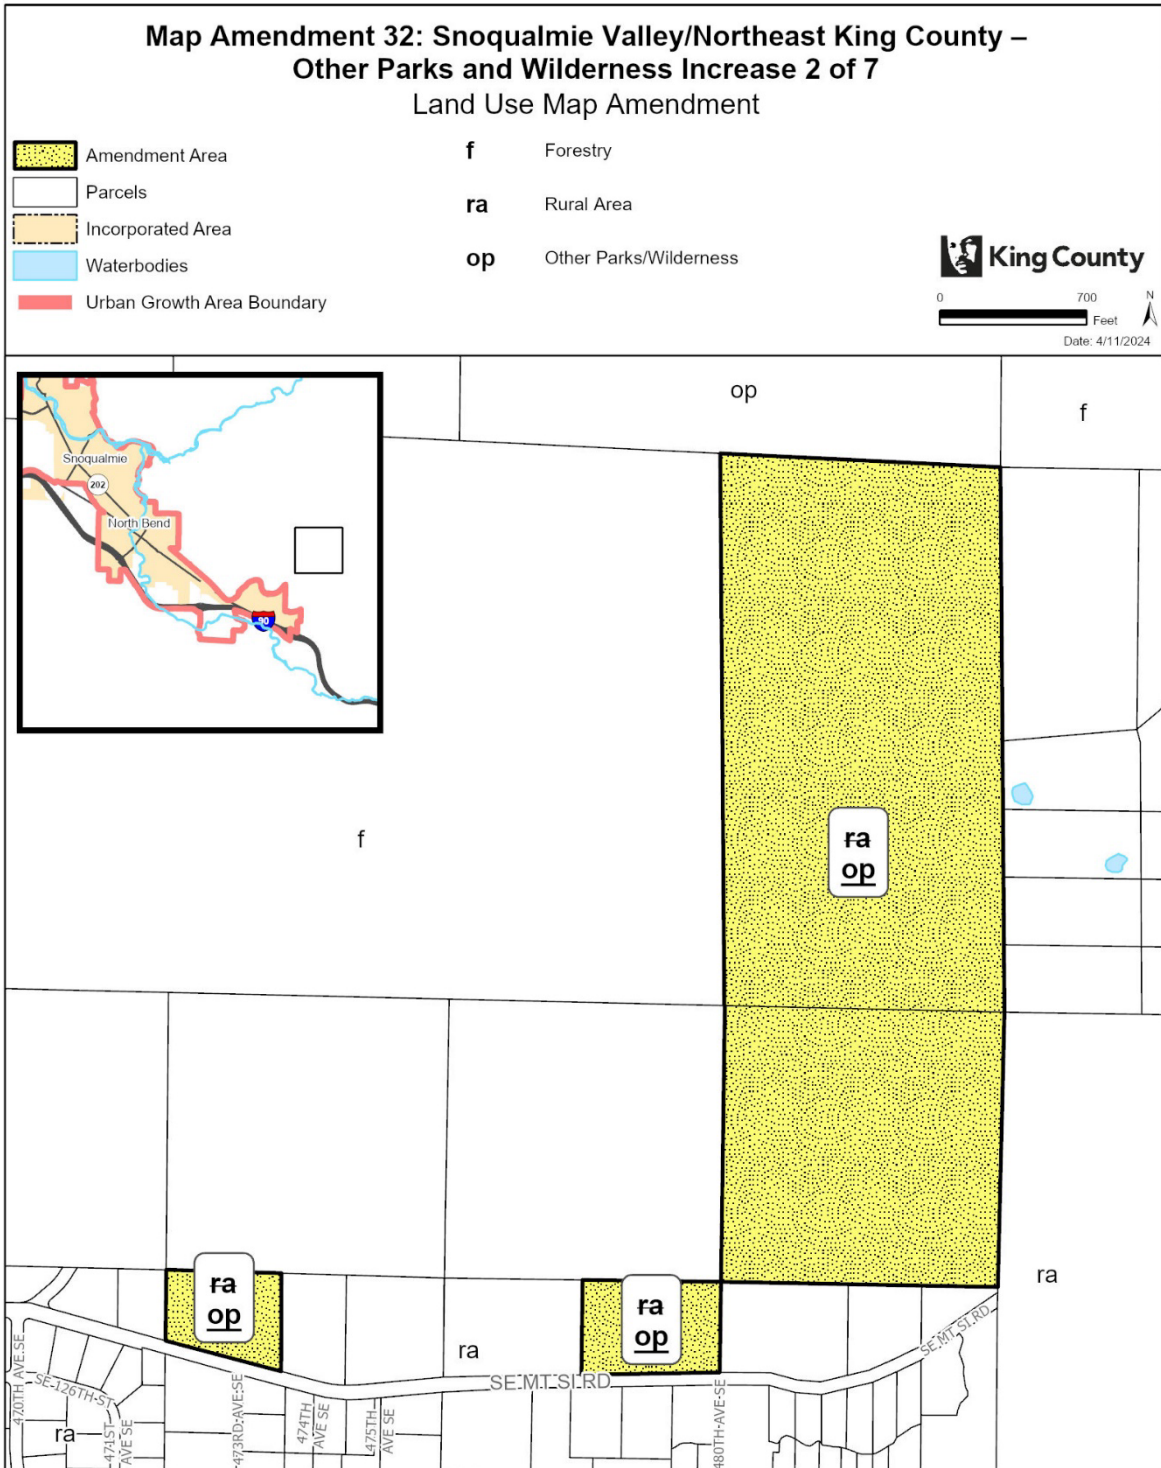 Map Amendment 32: Snoqualmie Valley/Northeast King County –
Other Parks and Wilderness Increase 2 of 7
Land Use Map Amendment
Amendment Area
Parcels
Incorporated Area
Waterbodies
Urban Growth Area Boundary
f Forestry
ra Rural Area
op Other Parks/Wilderness
King County
0 700
Feet
N
Date: 4/11/2024
op
f
Snoqualmie
202
North Bend
90
f
ra
op
ra
op
ra
op
ra
ra
ra
SE MT SI RD
SE MT SI RD
470TH AVE SE
SE 126TH ST
471ST
AVE SE
473RD AVE SE
474TH
AVE SE
475TH
AVE SE
480TH AVE SE